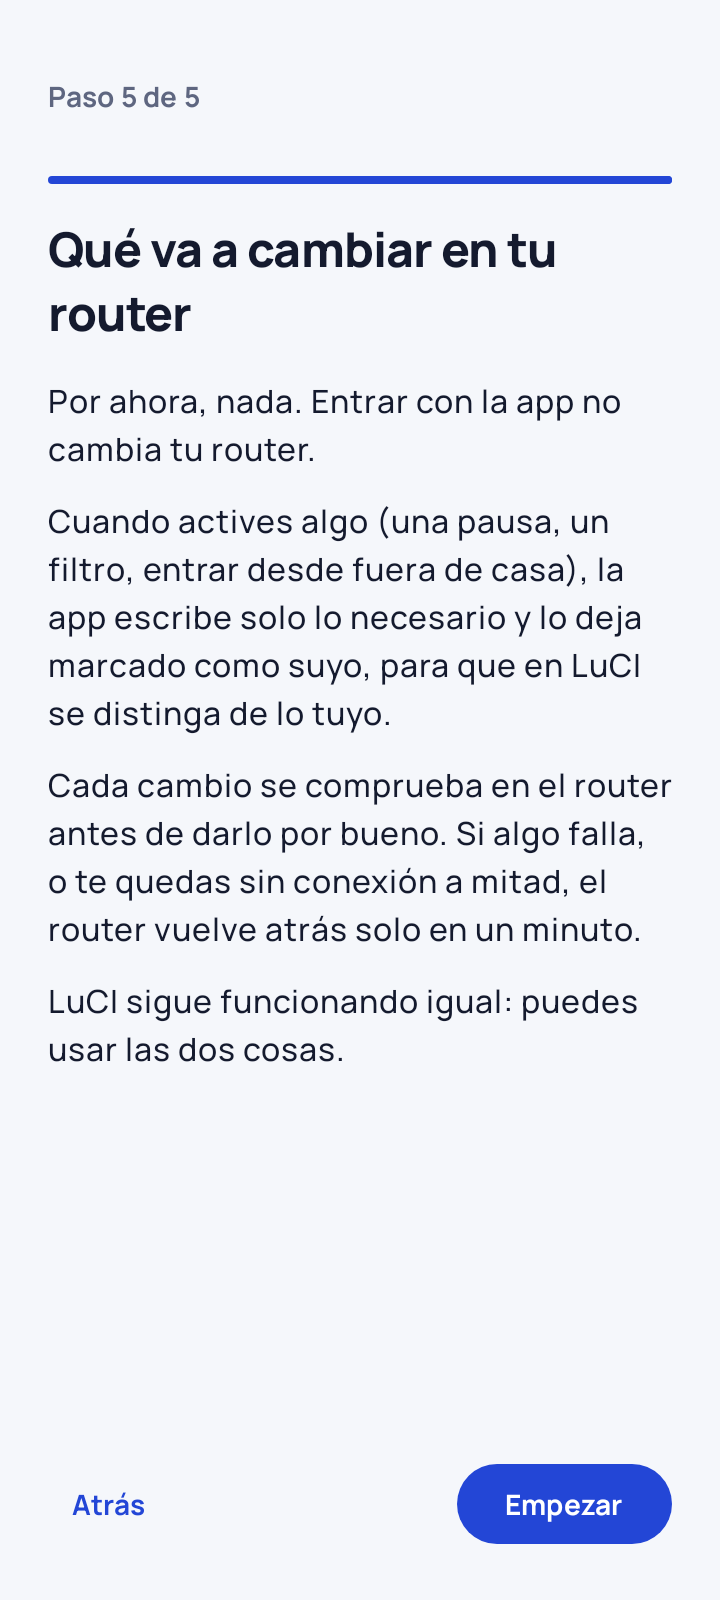 Paso 5 de 5
Qué va a cambiar en tu
router
Por ahora, nada. Entrar con la app no
cambia tu router.
Cuando actives algo (una pausa, un
filtro, entrar desde fuera de casa), la
app escribe solo lo necesario y lo deja
marcado como suyo, para que en LuCI
se distinga de lo tuyo.
Cada cambio se comprueba en el router
antes de darlo por bueno. Si algo falla,
o te quedas sin conexión a mitad, el
router vuelve atrás solo en un minuto.
LuCI sigue funcionando igual: puedes
usar las dos cosas.
Atrás
Empezar